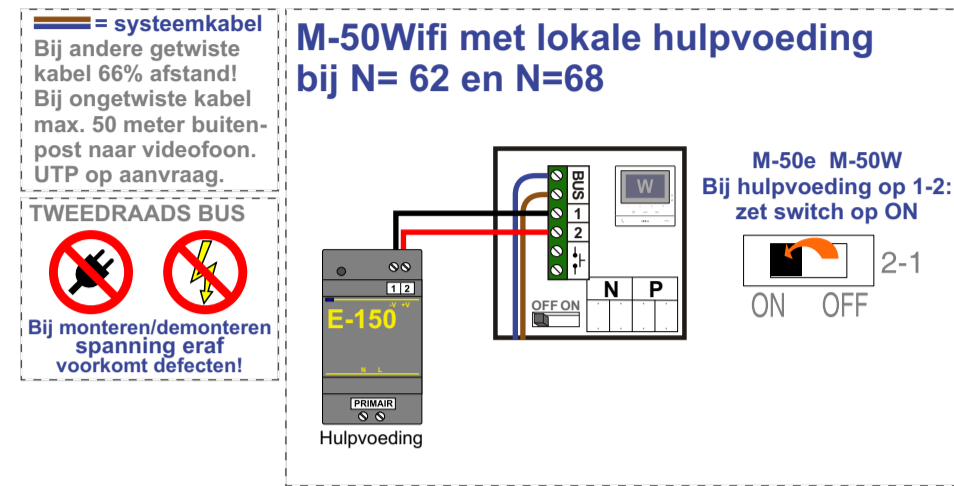 = systeemkabel
Bij andere getwiste
kabel 66% afstand!
Bij ongetwiste kabel
max. 50 meter buiten-
post naar videofoon.
UTP op aanvraag.
TWEEDRAADS BUS
Bij monteren/demonteren
spanning eraf
voorkomt defecten!
M-50Wifi met lokale hulpvoeding
bij N= 62 en N=68
BUS
1
2
W
N P
OFF ON
1 2
-V +V
E-150
N L
PRIMAIR
Hulpvoeding
M-50e M-50W
Bij hulpvoeding op 1-2:
zet switch op ON
2-1
ON OFF